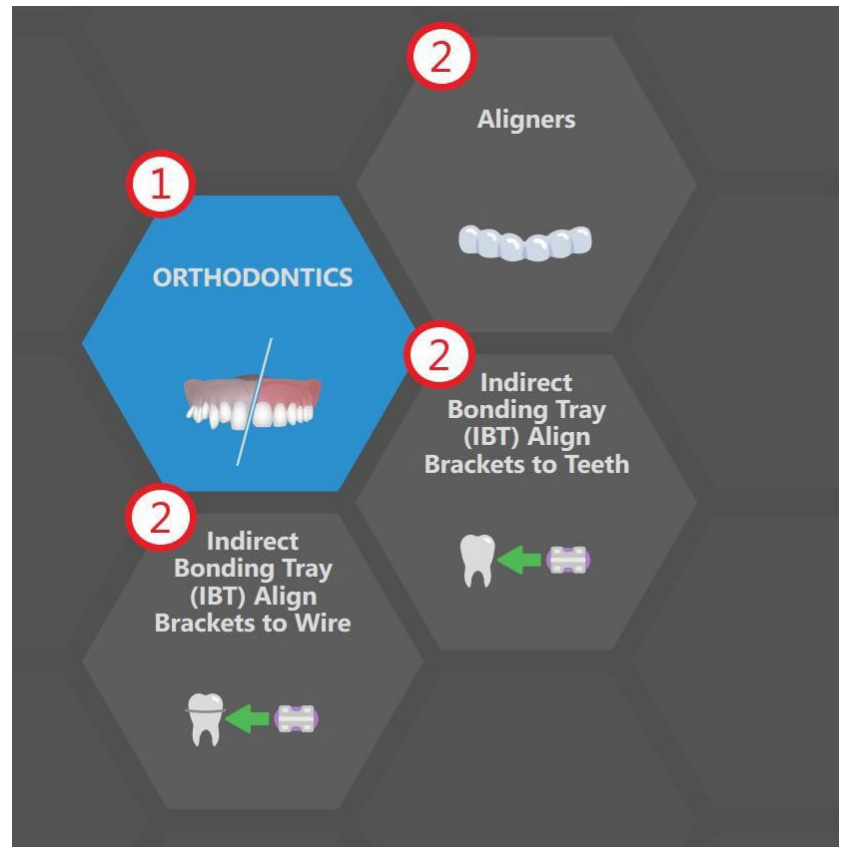 2
Aligners
1
ORTHODONTICS
2
Indirect
Bonding Tray
(IBT) Align
Brackets to Teeth
2
Indirect
Bonding Tray
(IBT) Align
Brackets to Wire